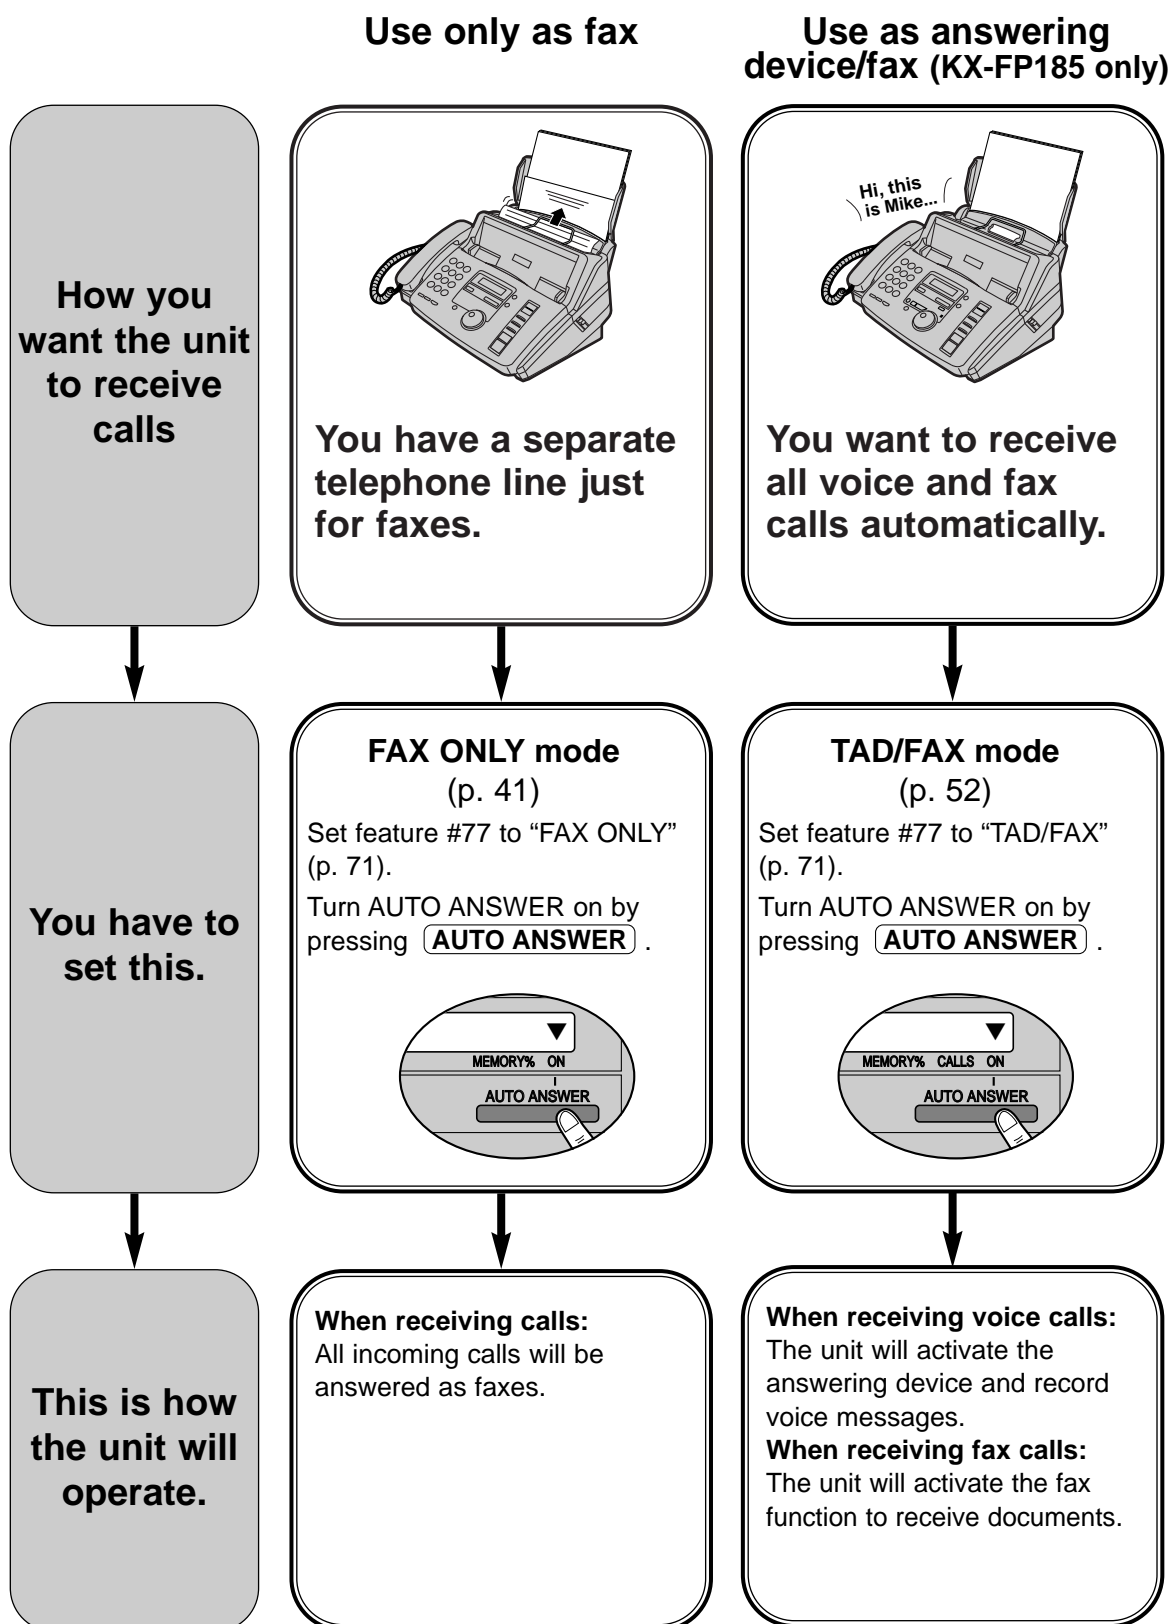 Use only as fax
Use as answering
device/fax (KX-FP185 only)
How you
want the unit
to receive
calls
You have a separate
telephone line just
for faxes.
Hi, this
is Mike...
You want to receive
all voice and fax
calls automatically.
You have to
set this.
FAX ONLY mode
(p. 41)
Set feature #77 to “FAX ONLY”
(p. 71).
Turn AUTO ANSWER on by
pressing AUTO ANSWER .
MEMORY% ON
AUTO ANSWER
TAD/FAX mode
(p. 52)
Set feature #77 to “TAD/FAX”
(p. 71).
Turn AUTO ANSWER on by
pressing AUTO ANSWER .
MEMORY% CALLS ON
AUTO ANSWER
This is how
the unit will
operate.
When receiving calls:
All incoming calls will be
answered as faxes.
When receiving voice calls:
The unit will activate the
answering device and record
voice messages.
When receiving fax calls:
The unit will activate the fax
function to receive documents.